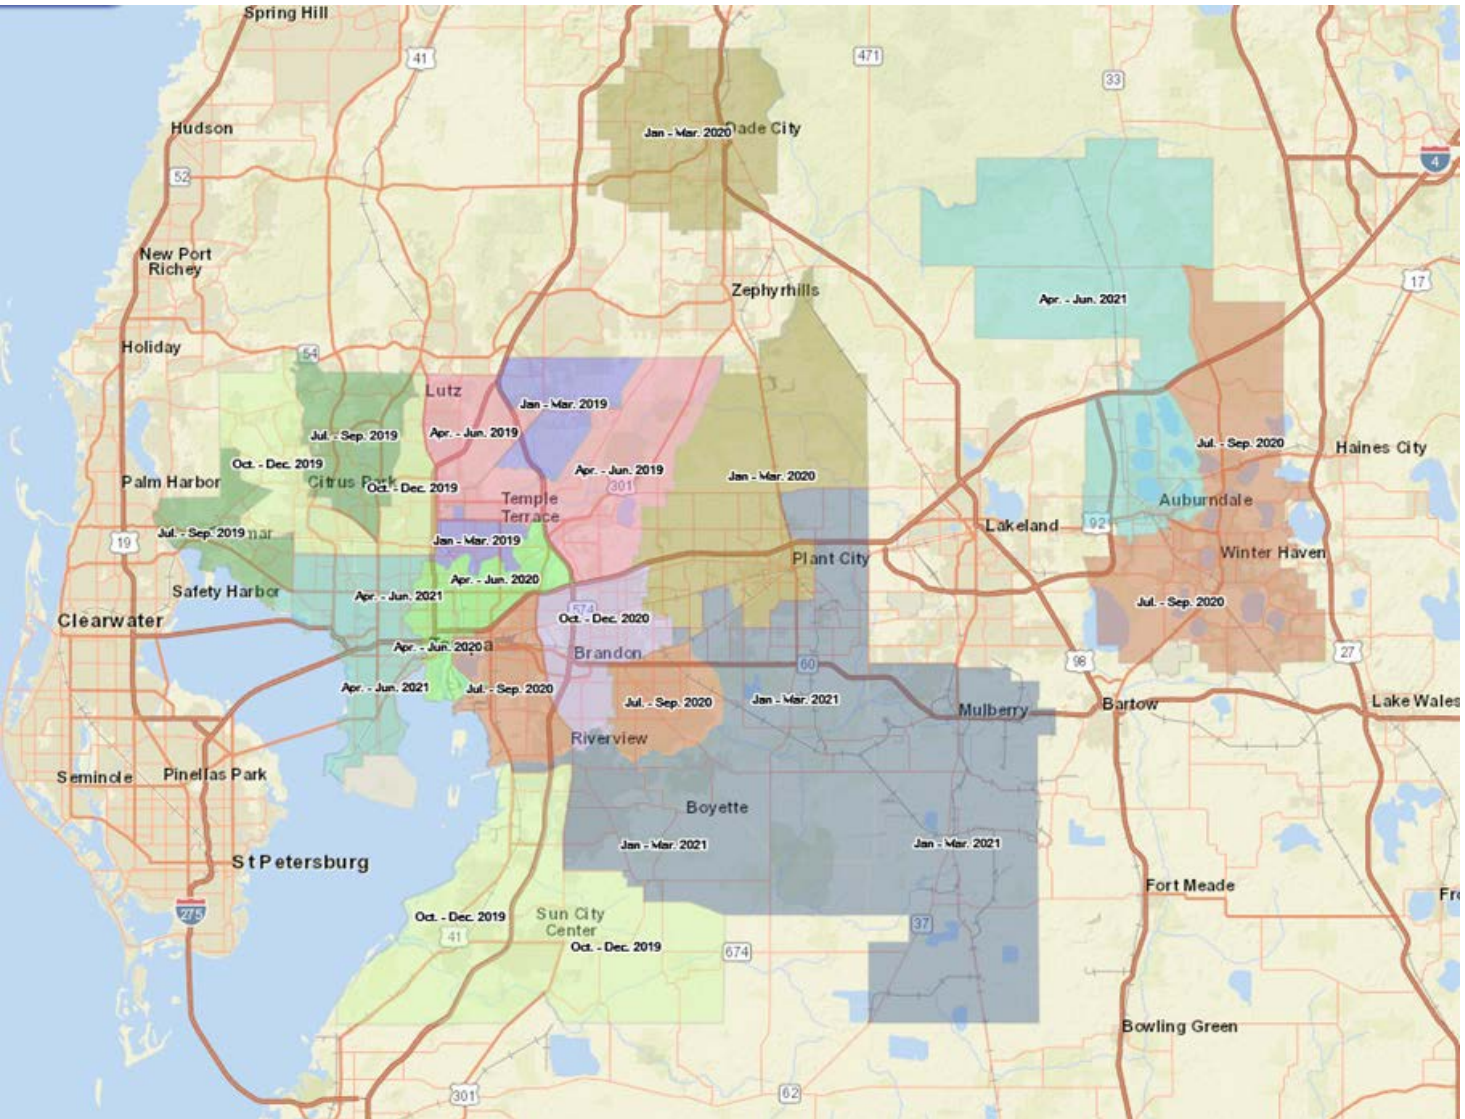 Spring Hill
41
471
33
Hudson
Jan - Mar. 2020
Dade City
4
52
New Port
Richey
17
Zephyrhills
Apr. - Jun. 2021
Holiday
54
Lutz
Jan - Mar. 2019
Jul. - Sep. 2019
Apr. - Jun. 2019
Jul. - Sep. 2020
Haines City
Oct. - Dec. 2019
Apr. - Jun. 2019
Jan - Mar. 2020
Palm Harbor
Citrus Park
Oct. - Dec. 2019
301
Temple
Terrace
Auburndale
Lakeland
92
Jul. - Sep. 2019
mar
19
Jan - Mar. 2019
Plant City
Winter Haven
Safety Harbor
Apr. - Jun. 2020
Apr. - Jun. 2021
Jul. - Sep. 2020
574
Oct. - Dec. 2020
Clearwater
Apr. - Jun. 2020
Brandon
60
98
27
Apr. - Jun. 2021
Jul. - Sep. 2020
Jul. - Sep. 2020
Jan - Mar. 2021
Mulberry
Bartow
Lake Wales
Riverview
Seminole
Pinellas Park
Boyette
Jan - Mar. 2021
Jan - Mar. 2021
St Petersburg
Fort Meade
275
Oct. - Dec. 2019
Sun City
Center
37
41
Oct. - Dec. 2019
674
Bowling Green
301
62